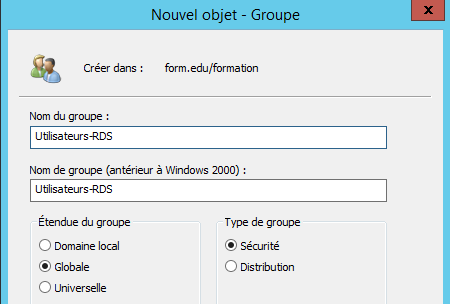 Nouvel objet - Groupe
x
Créer dans : form.edu/formation
Nom du groupe :
Utilisateurs-RDS
Nom de groupe (antérieur à Windows 2000) :
Utilisateurs-RDS
Étendue du groupe
Domaine local
Globale
Universelle
Type de groupe
Sécurité
Distribution